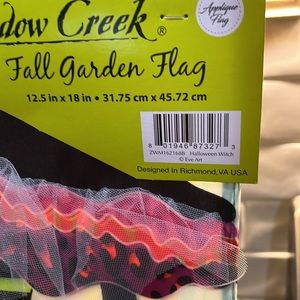 dow Creek®
Fall Garden Flag
12.5 in x 18 in • 31.75 cm x 45.72 cm
Applique
Flag
8 01946 87327 3
ZWM162168B Halloween Witch
© Eve Art
Designed In Richmond, VA USA